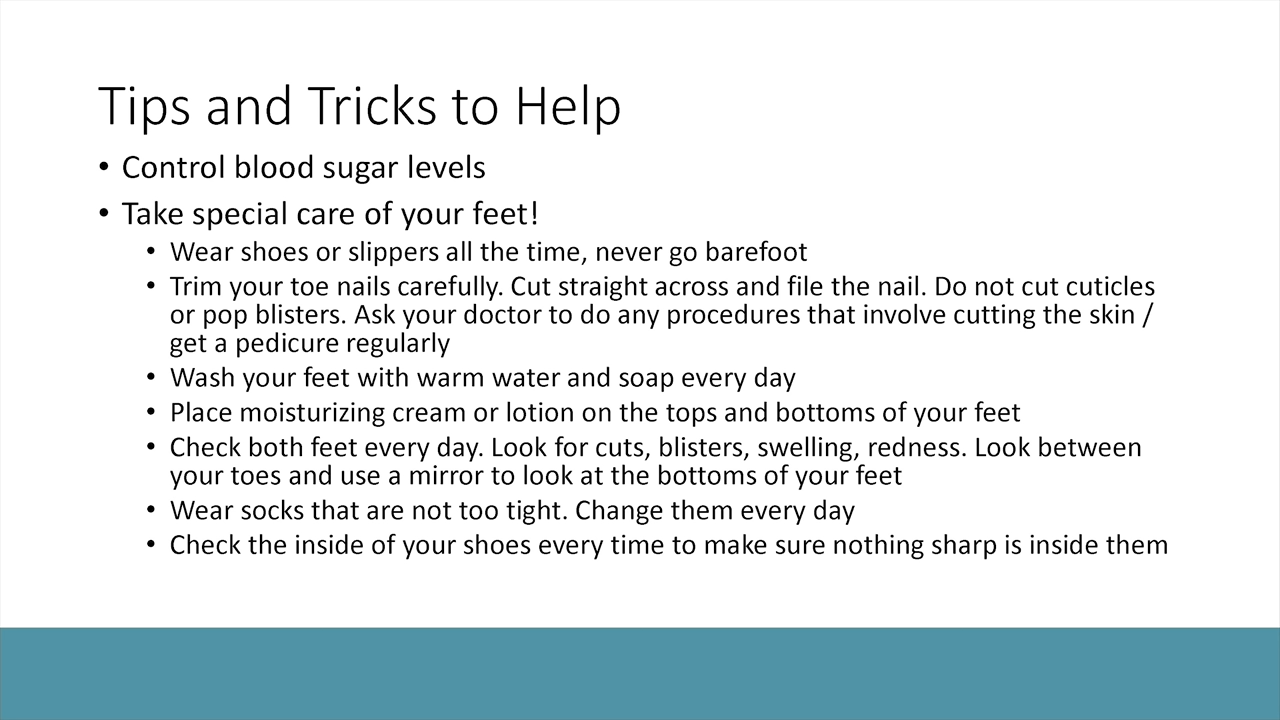 Tips and Tricks to Help
• Control blood sugar levels
• Take special care of your feet!
• Wear shoes or slippers all the time, never go barefoot
• Trim your toe nails carefully. Cut straight across and file the nail. Do not cut cuticles
or pop blisters. Ask your doctor to do any procedures that involve cutting the skin /
get a pedicure regularly
• Wash your feet with warm water and soap every day
• Place moisturizing cream or lotion on the tops and bottoms of your feet
• Check both feet every day. Look for cuts, blisters, swelling, redness. Look between
your toes and use a mirror to look at the bottoms of your feet
• Wear socks that are not too tight. Change them every day
• Check the inside of your shoes every time to make sure nothing sharp is inside them